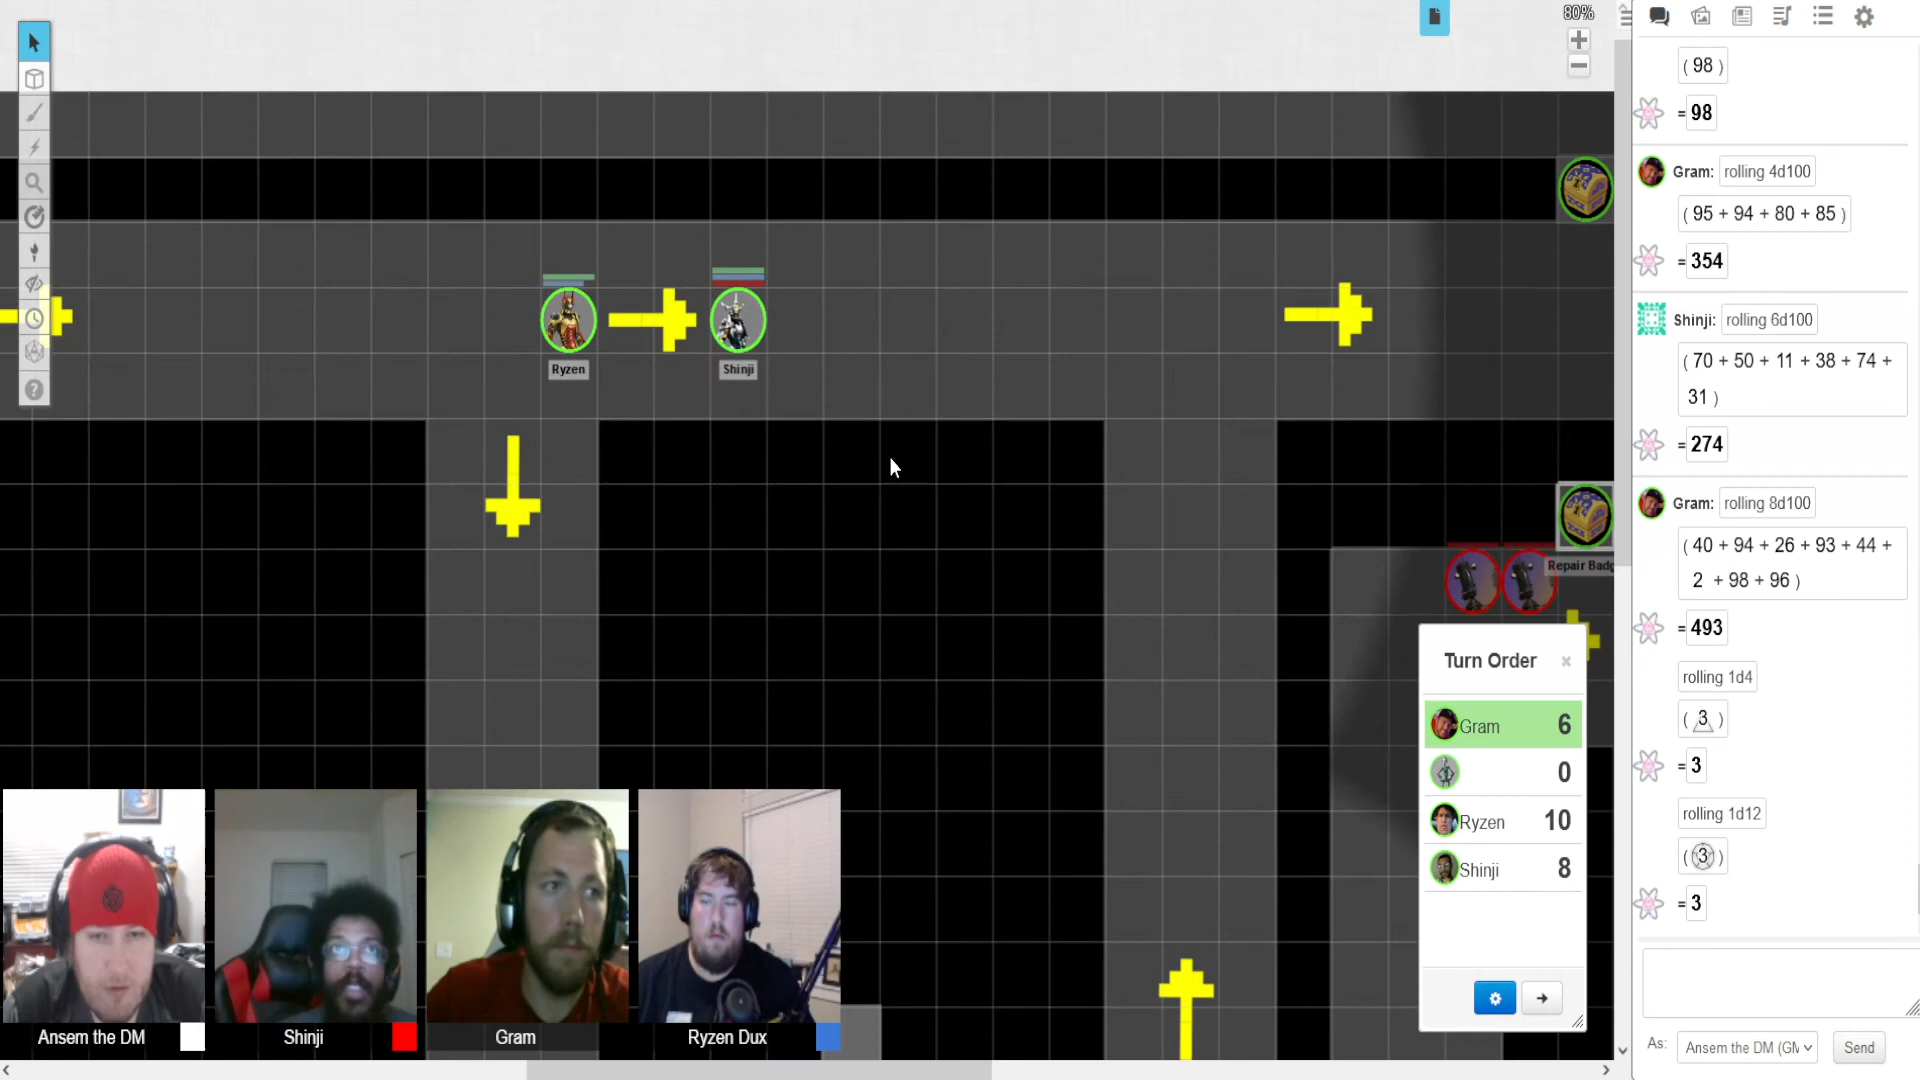 80%
( 98 )
= 98
Gram: rolling 4d100
( 95 + 94 + 80 + 85 )
= 354
Shinji: rolling 6d100
( 70 + 50 + 11 + 38 + 74 +
31 )
= 274
Gram: rolling 8d100
( 40 + 94 + 26 + 93 + 44 +
2 + 98 + 96 )
= 493
rolling 1d4
( 3 )
= 3
rolling 1d12
( 3 )
= 3
Ryzen
Shinji
Repair Badg
Turn Order ×
Gram 6
0
Ryzen 10
Shinji 8
Ansem the DM
Shinji
Gram
Ryzen Dux
As: Ansem the DM (GM
Send